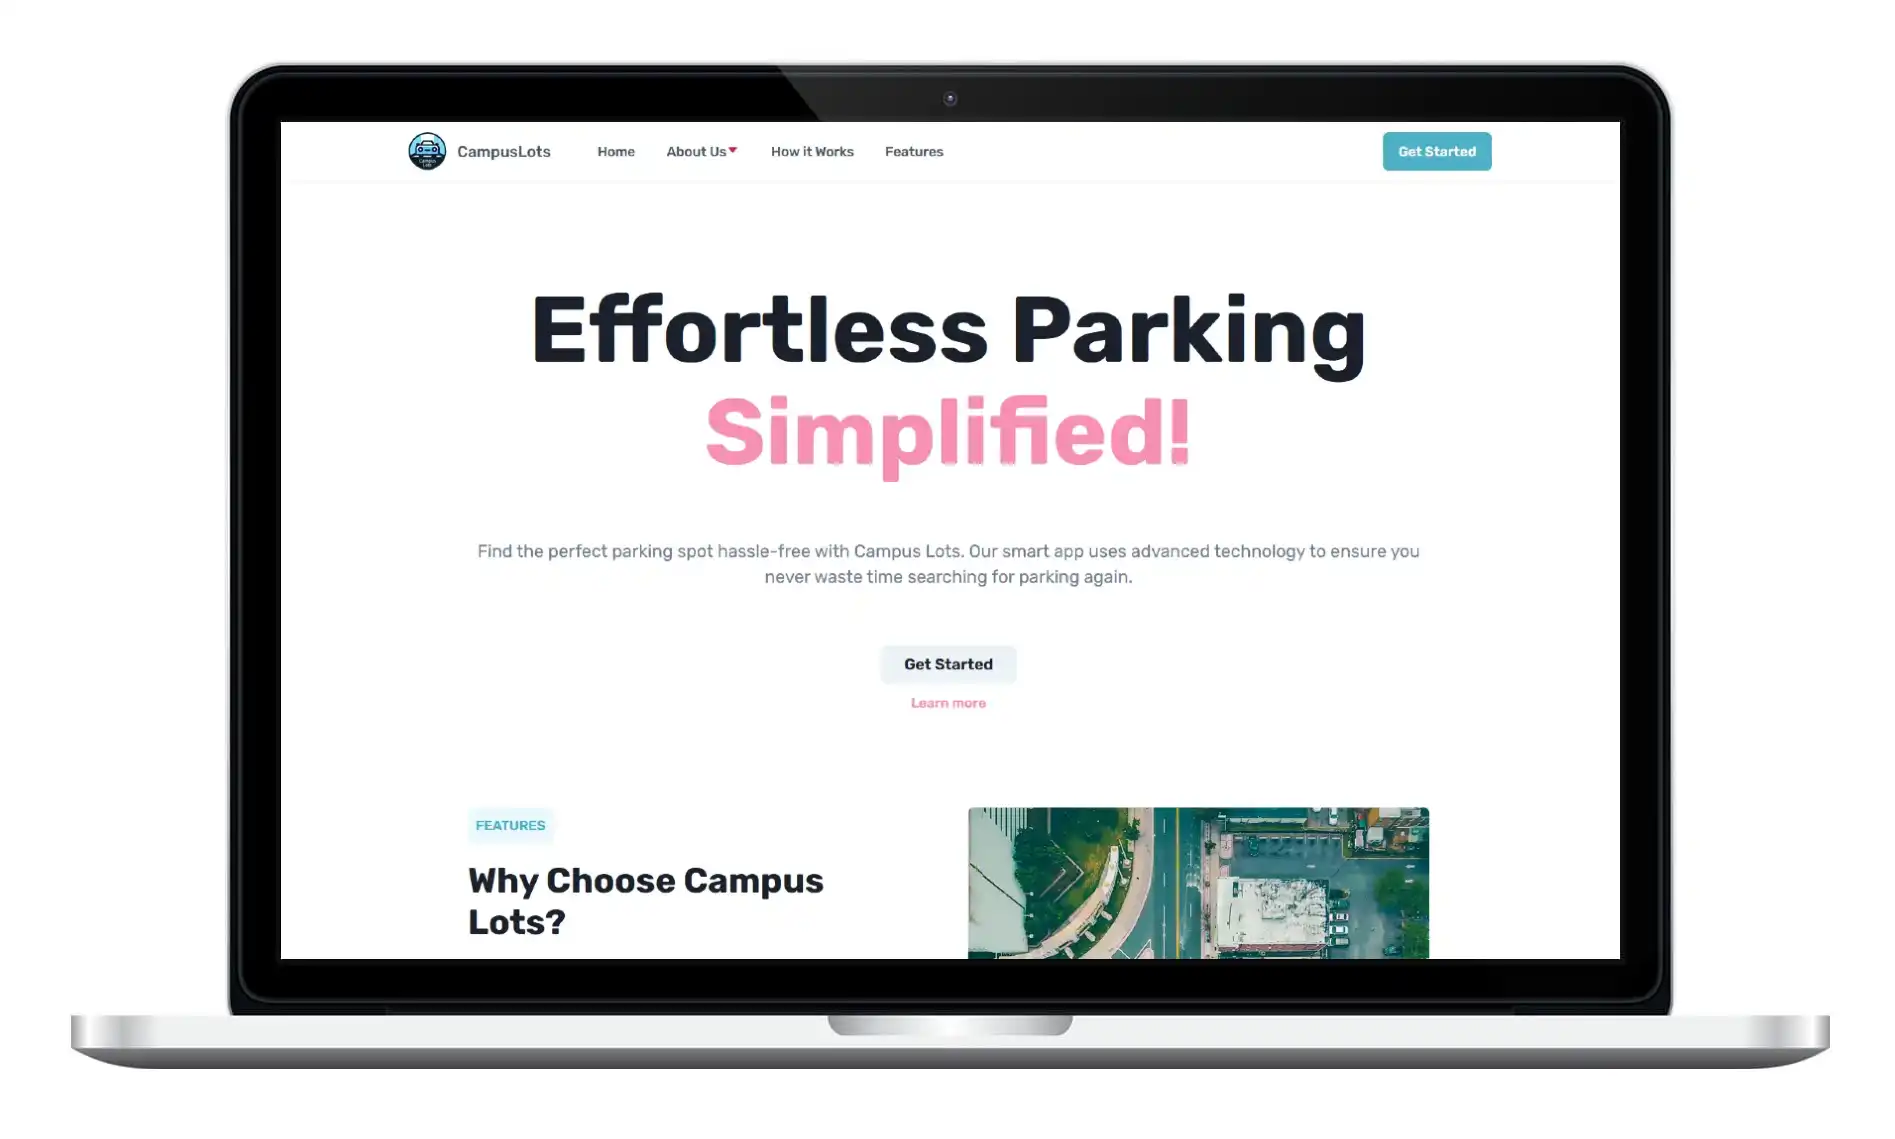 Campus
Lots
CampusLots
Home
About Us
How it Works
Features
Get Started
Effortless Parking
Simplified!
Find the perfect parking spot hassle-free with Campus Lots. Our smart app uses advanced technology to ensure you
never waste time searching for parking again.
Get Started
Learn more
FEATURES
Why Choose Campus
Lots?